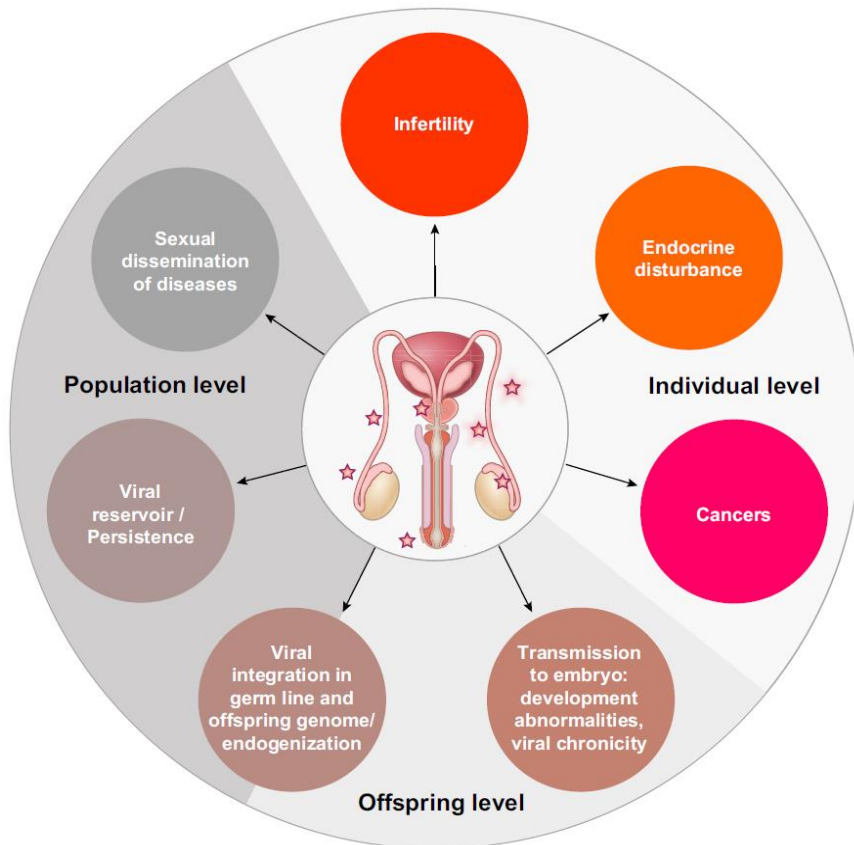 Infertility
Sexual
dissemination
of diseases
Endocrine
disturbance
Population level
Individual level
Viral
reservoir /
Persistence
Cancers
Viral
integration in
germ line and
offspring genome/
endogenization
Transmission
to embryo:
development
abnormalities,
viral chronicity
Offspring level